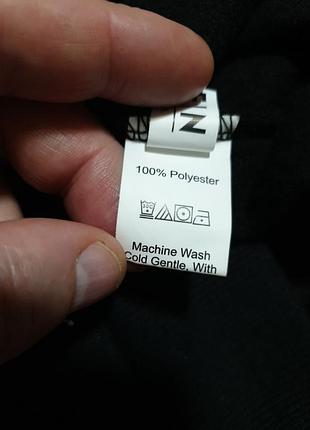 100% Polyester
Machine Wash
Cold Gentle, With